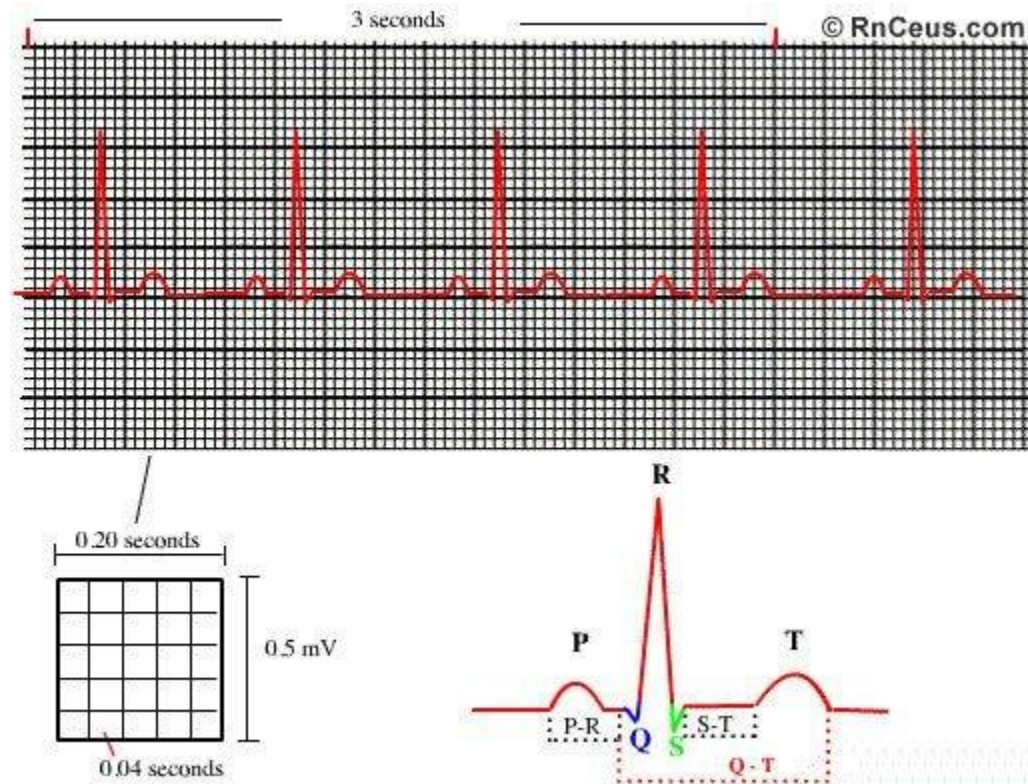 3 seconds
© RnCeus.com
0.20 seconds
0.5 mV
0.04 seconds
R
P
T
P-R
Q
S
S-T
Q - T